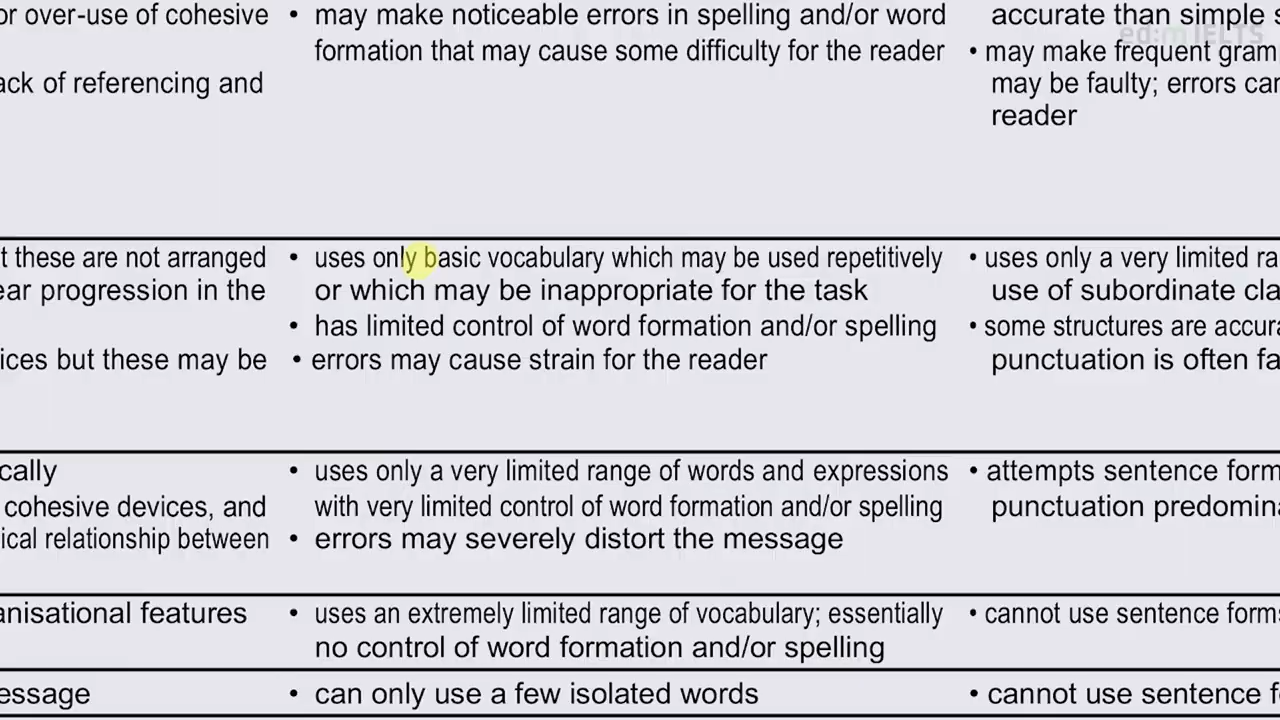 or over-use of cohesive
ack of referencing and
• may make noticeable errors in spelling and/or word
formation that may cause some difficulty for the reader
accurate than simple s
• may make frequent gram
may be faulty; errors can
reader
ed:m IELTS
t these are not arranged
ear progression in the
ices but these may be
• uses only basic vocabulary which may be used repetitively
or which may be inappropriate for the task
• has limited control of word formation and/or spelling
• errors may cause strain for the reader
• uses only a very limited ra
use of subordinate cla
• some structures are accura
punctuation is often fa
cally
cohesive devices, and
ical relationship between
• uses only a very limited range of words and expressions
with very limited control of word formation and/or spelling
• errors may severely distort the message
• attempts sentence form
punctuation predomina
anisational features
• uses an extremely limited range of vocabulary; essentially
no control of word formation and/or spelling
• cannot use sentence forms
essage
• can only use a few isolated words
• cannot use sentence f